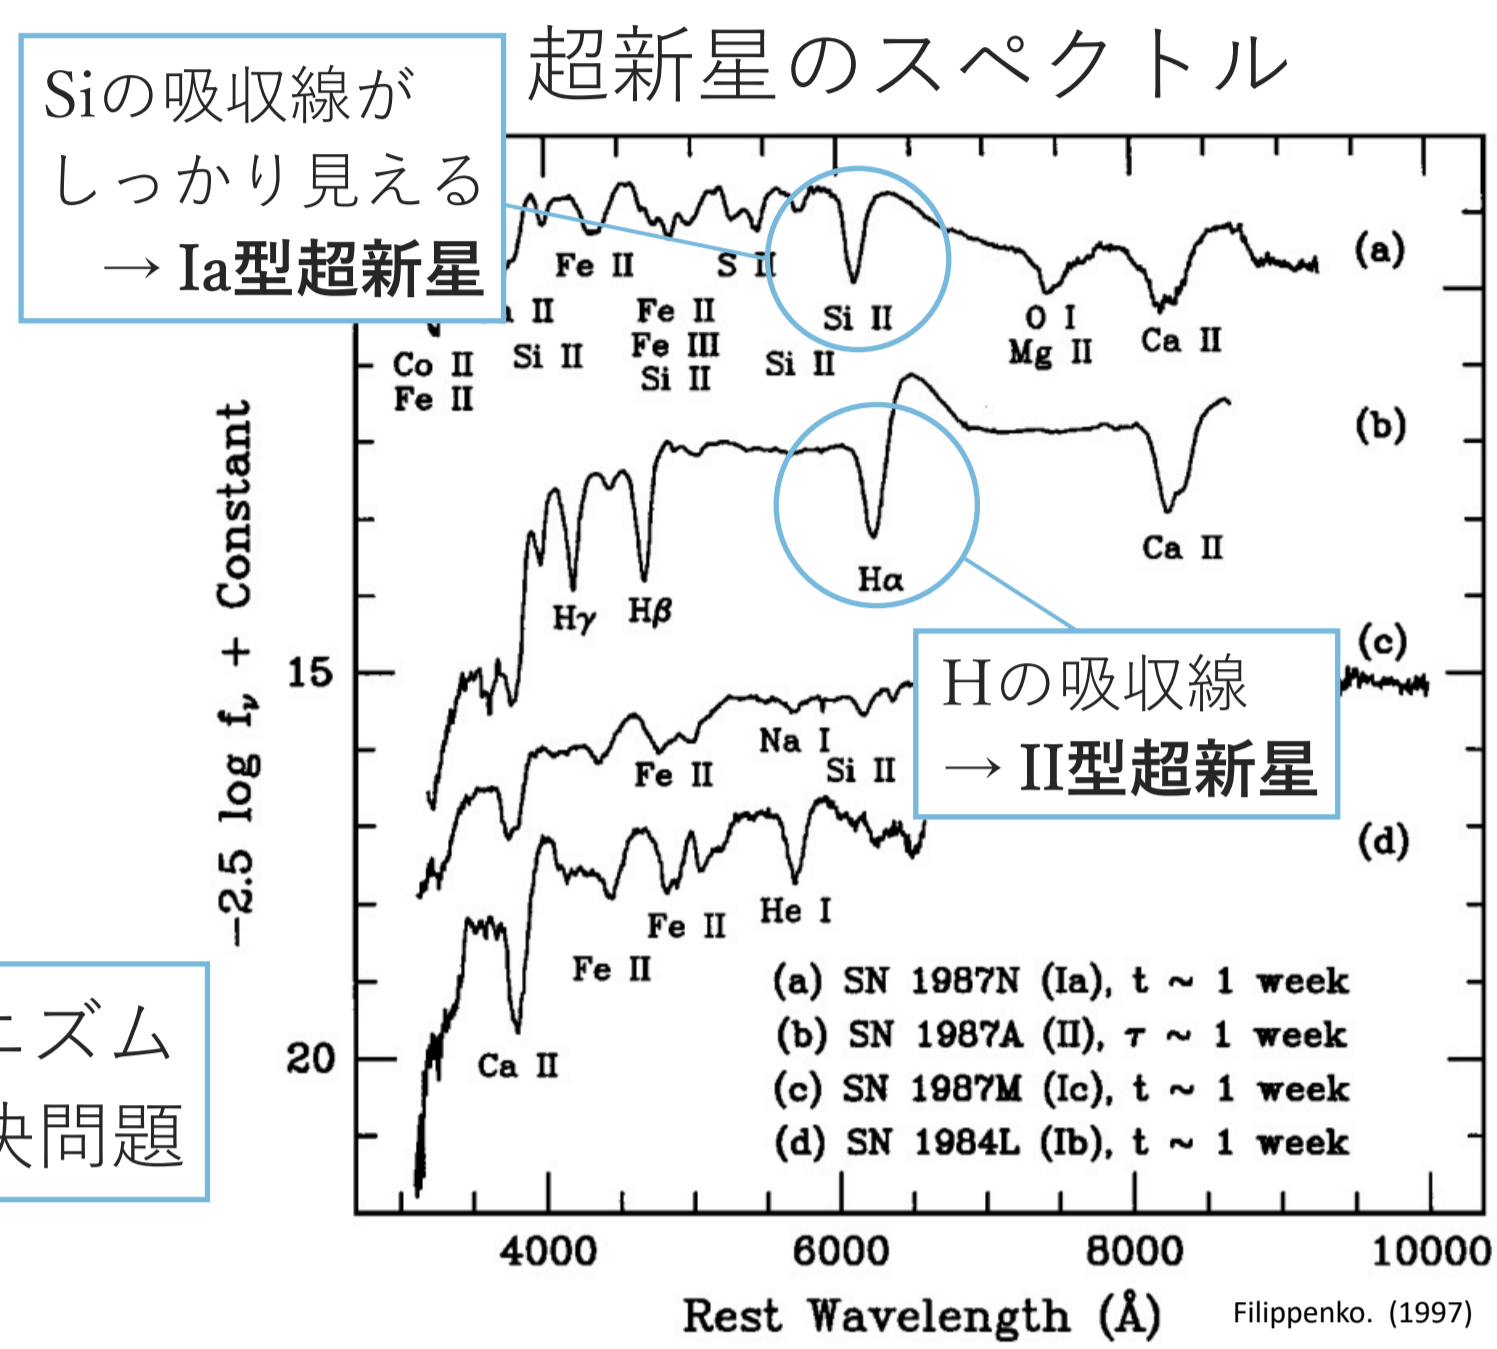 超新星のスペクトル
Siの吸収線が
しっかり見える
→ Ia型超新星
(a)
Fe II
S II
Si II
II
Fe II
Fe III
Si II
Si II
Si II
O I
Mg II
Ca II
Co II
Fe II
(b)
Hγ
Hβ
Hα
Ca II
Hの吸収線
→ II型超新星
(c)
Fe II
Na I
Si II
(d)
Ca II
Fe II
Fe II
He I
ニズム
問題
(a) SN 1987N (Ia), t ~ 1 week
(b) SN 1987A (II), τ ~ 1 week
(c) SN 1987M (Ic), t ~ 1 week
(d) SN 1984L (Ib), t ~ 1 week
−2.5 log fν + Constant
15
20
4000 6000 8000 10000
Rest Wavelength (Å)
Filippenko. (1997)